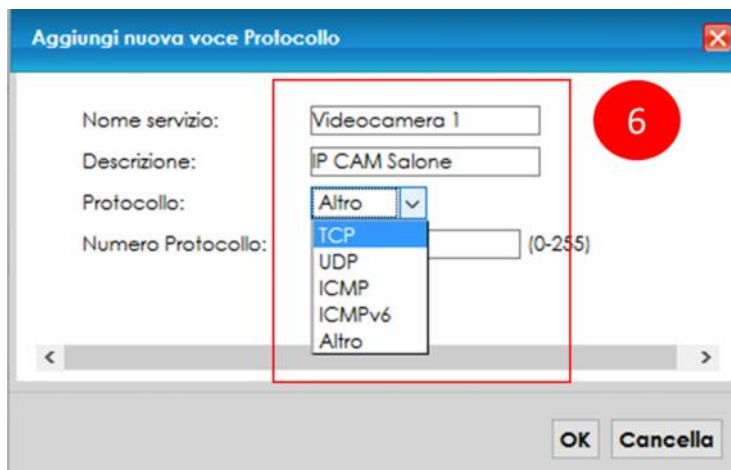 Aggiungi nuova voce Protocollo
Nome servizio: Videocamera 1
6
Descrizione: IP CAM Salone
Protocollo: Altro
Numero Protocollo: (0-255)
TCP
UDP
ICMP
ICMPv6
Altro
OK Cancella